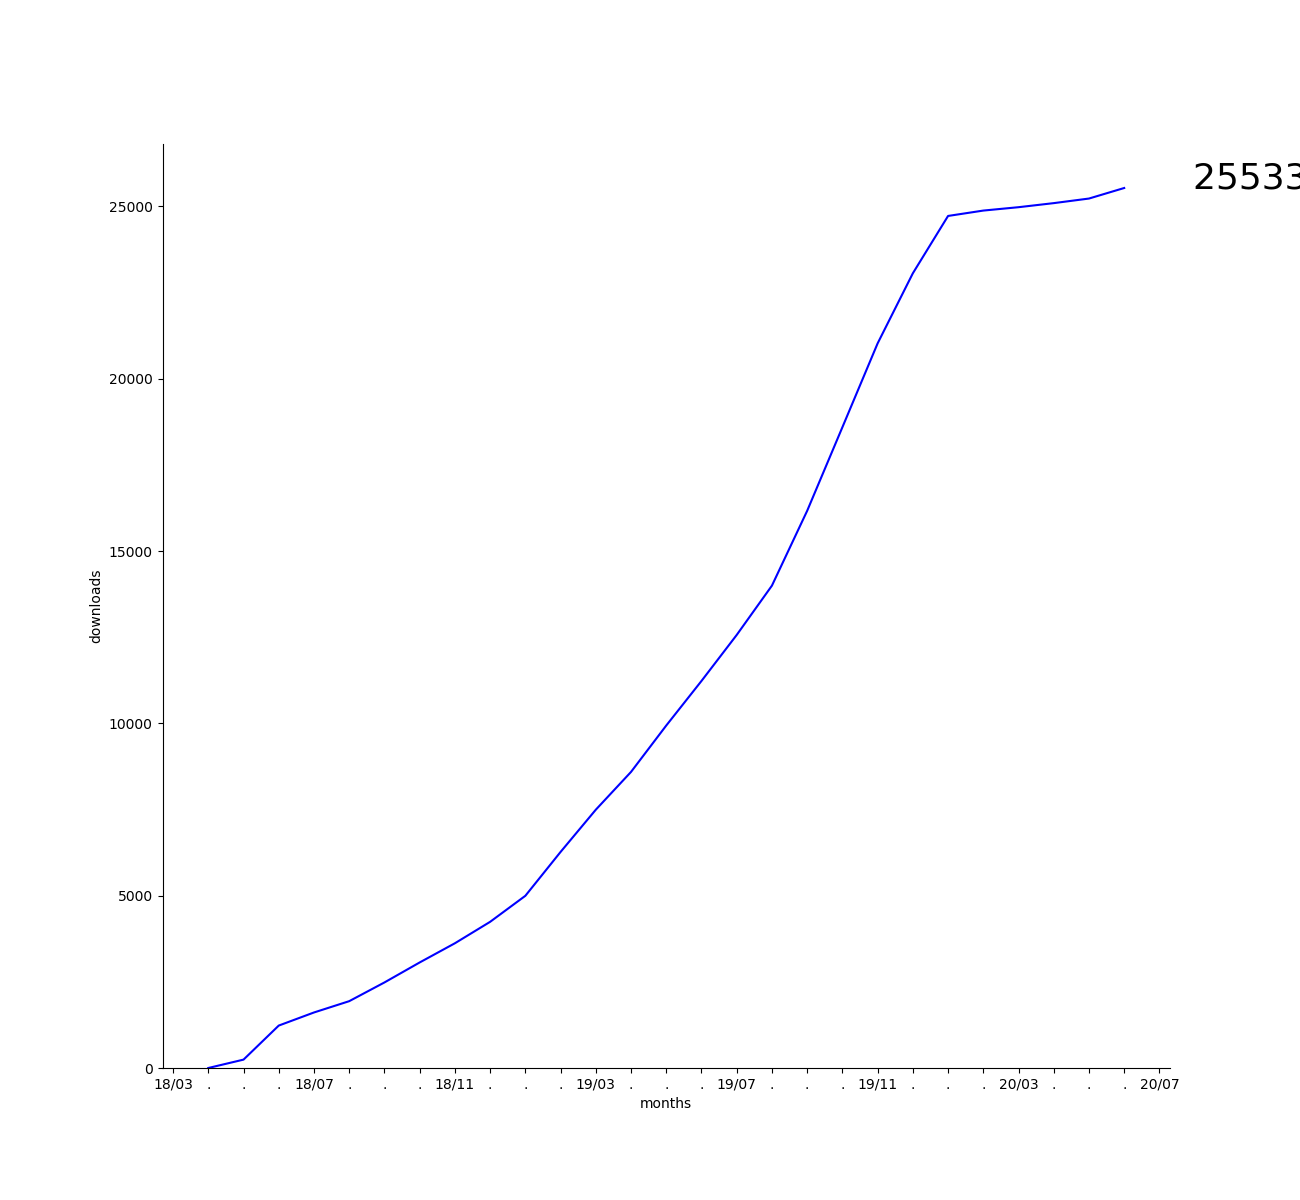 25533
25000
20000
15000
10000
5000
0
downloads
18/03 . . . 18/07 . . . 18/11 . . . 19/03 . . . 19/07 . . . 19/11 . . . 20/03 . . . 20/07
months